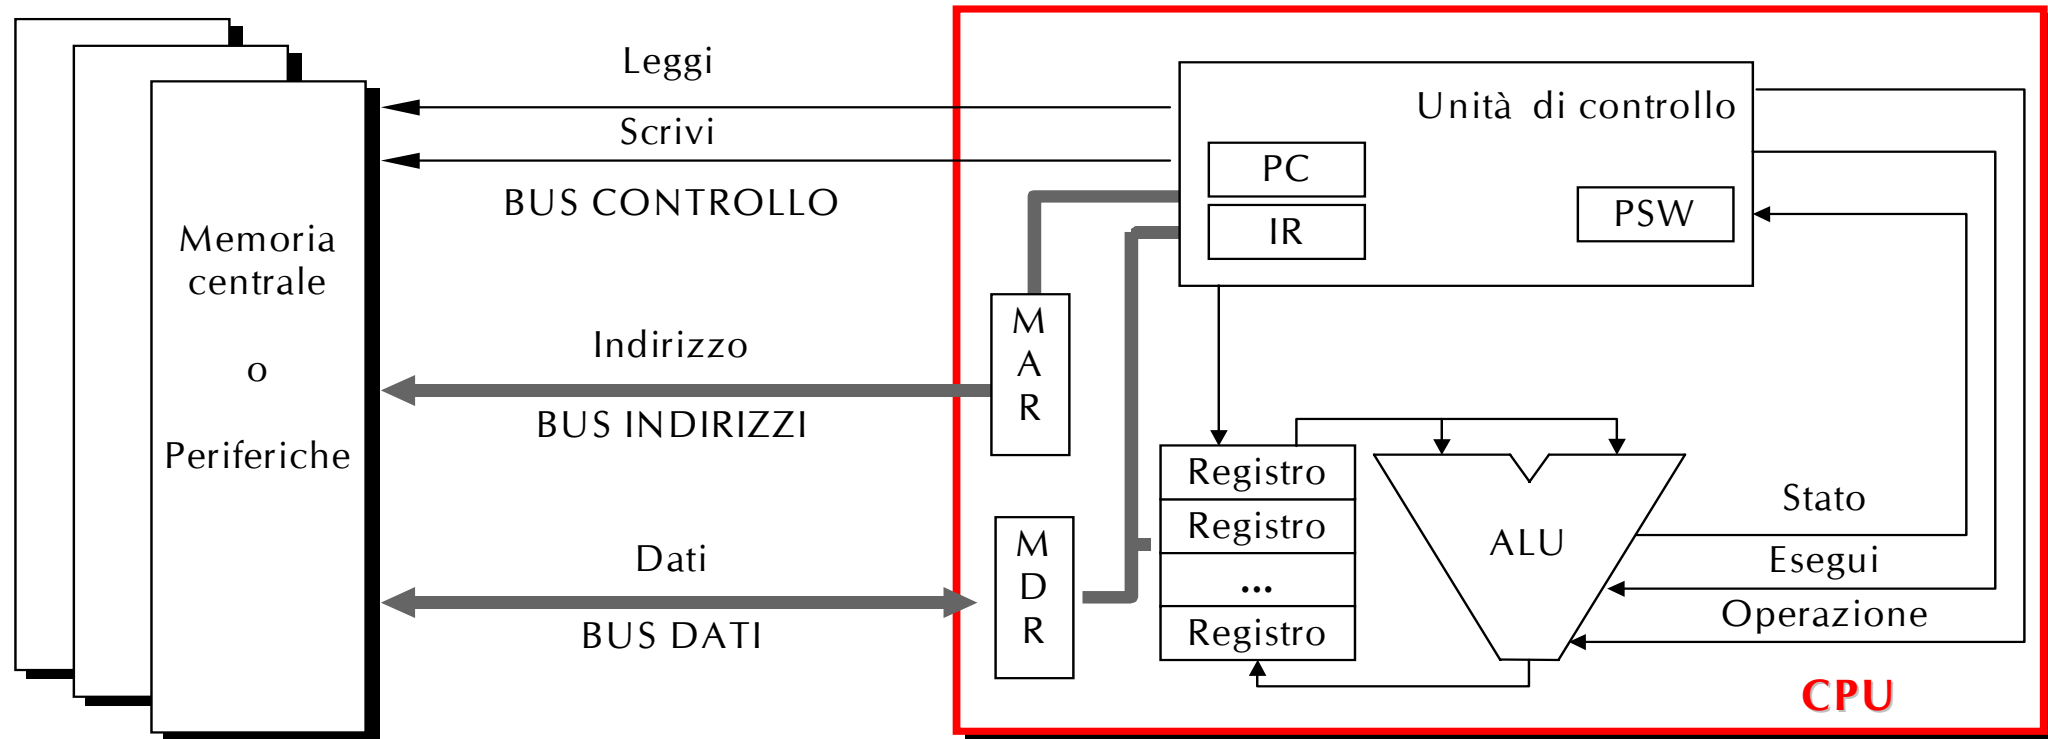 Leggi
Scrivi
BUS CONTROLLO
Memoria
centrale
o
Periferiche
Indirizzo
BUS INDIRIZZI
Dati
BUS DATI
Unità di controllo
PC
IR
PSW
M
A
R
M
D
R
Registro
Registro
...
Registro
ALU
Stato
Esegui
Operazione
CPU